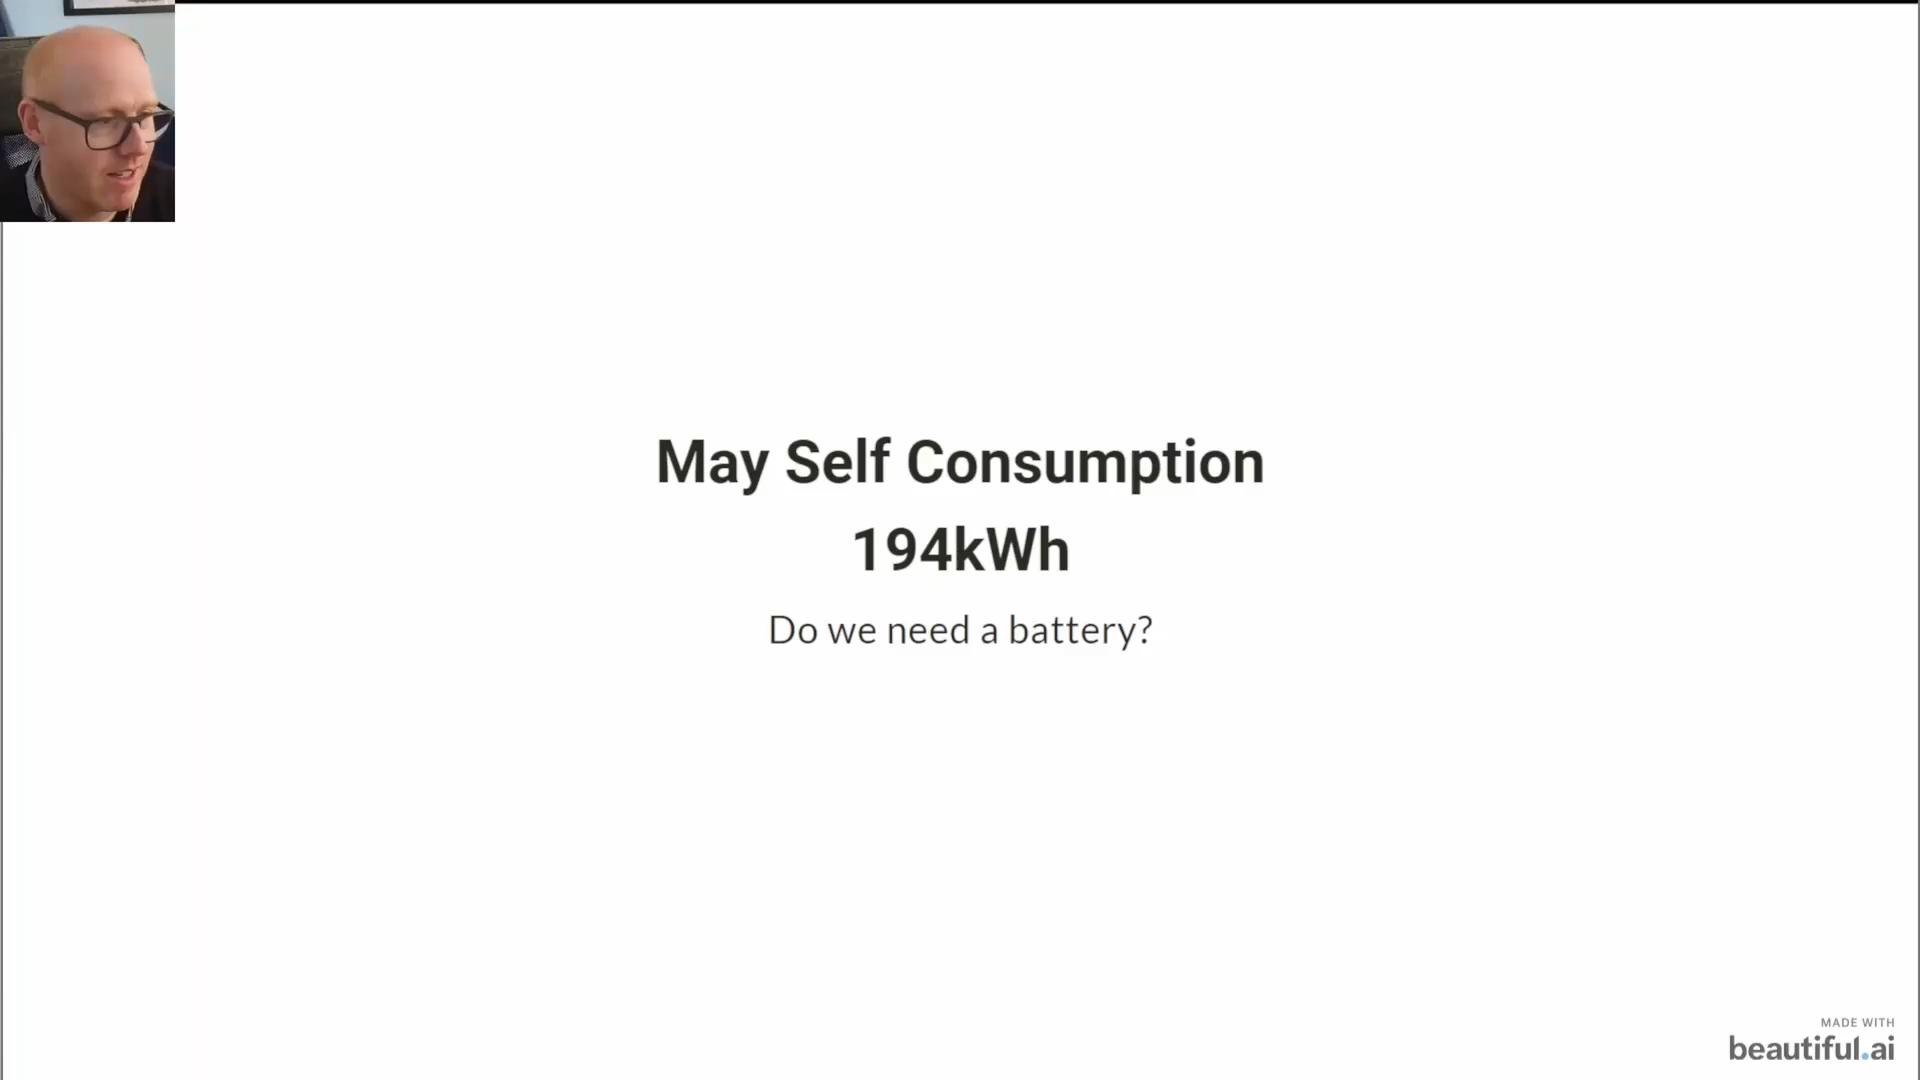 May Self Consumption
194kWh
Do we need a battery?
MADE WITH
beautiful.ai